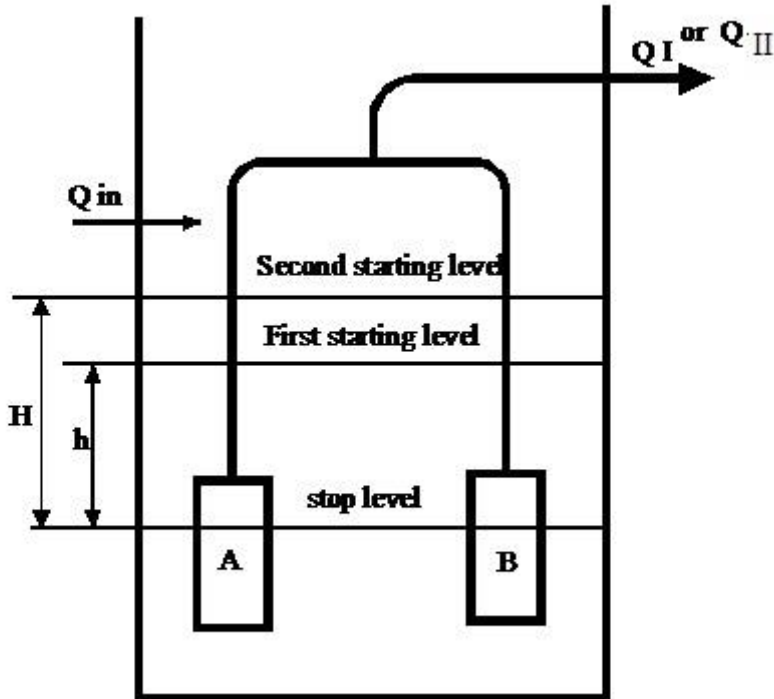 Q I or Q II
Q in
Second starting level
First starting level
H
h
stop level
A
B